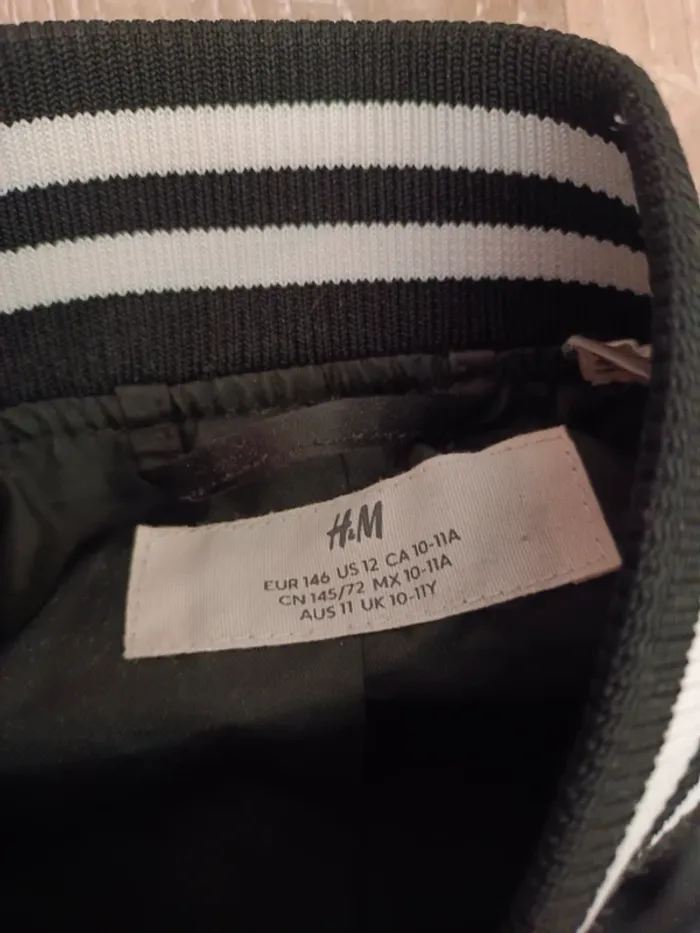 H&M
EUR 146 US 12 CA 10-11A
CN 145/72 MX 10-11A
AUS 11 UK 10-11Y